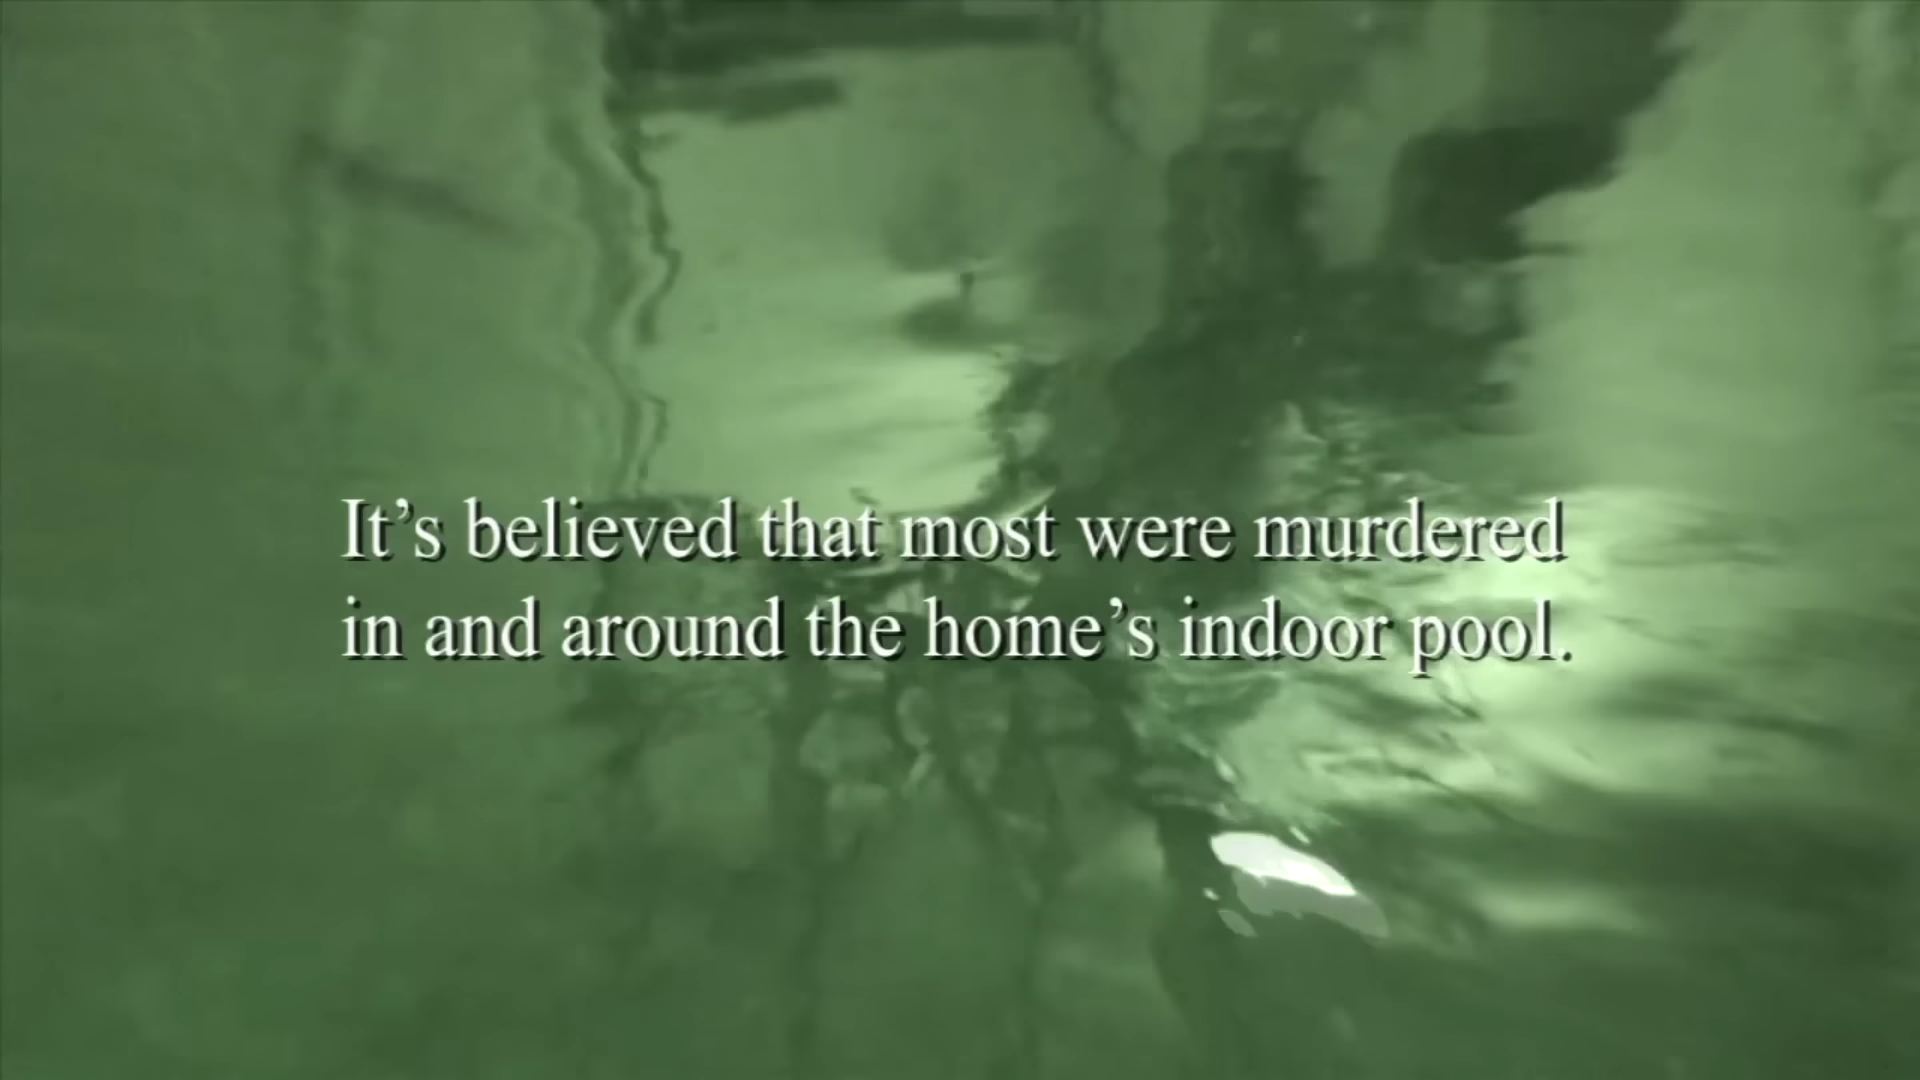 It’s believed that most were murdered
in and around the home’s indoor pool.